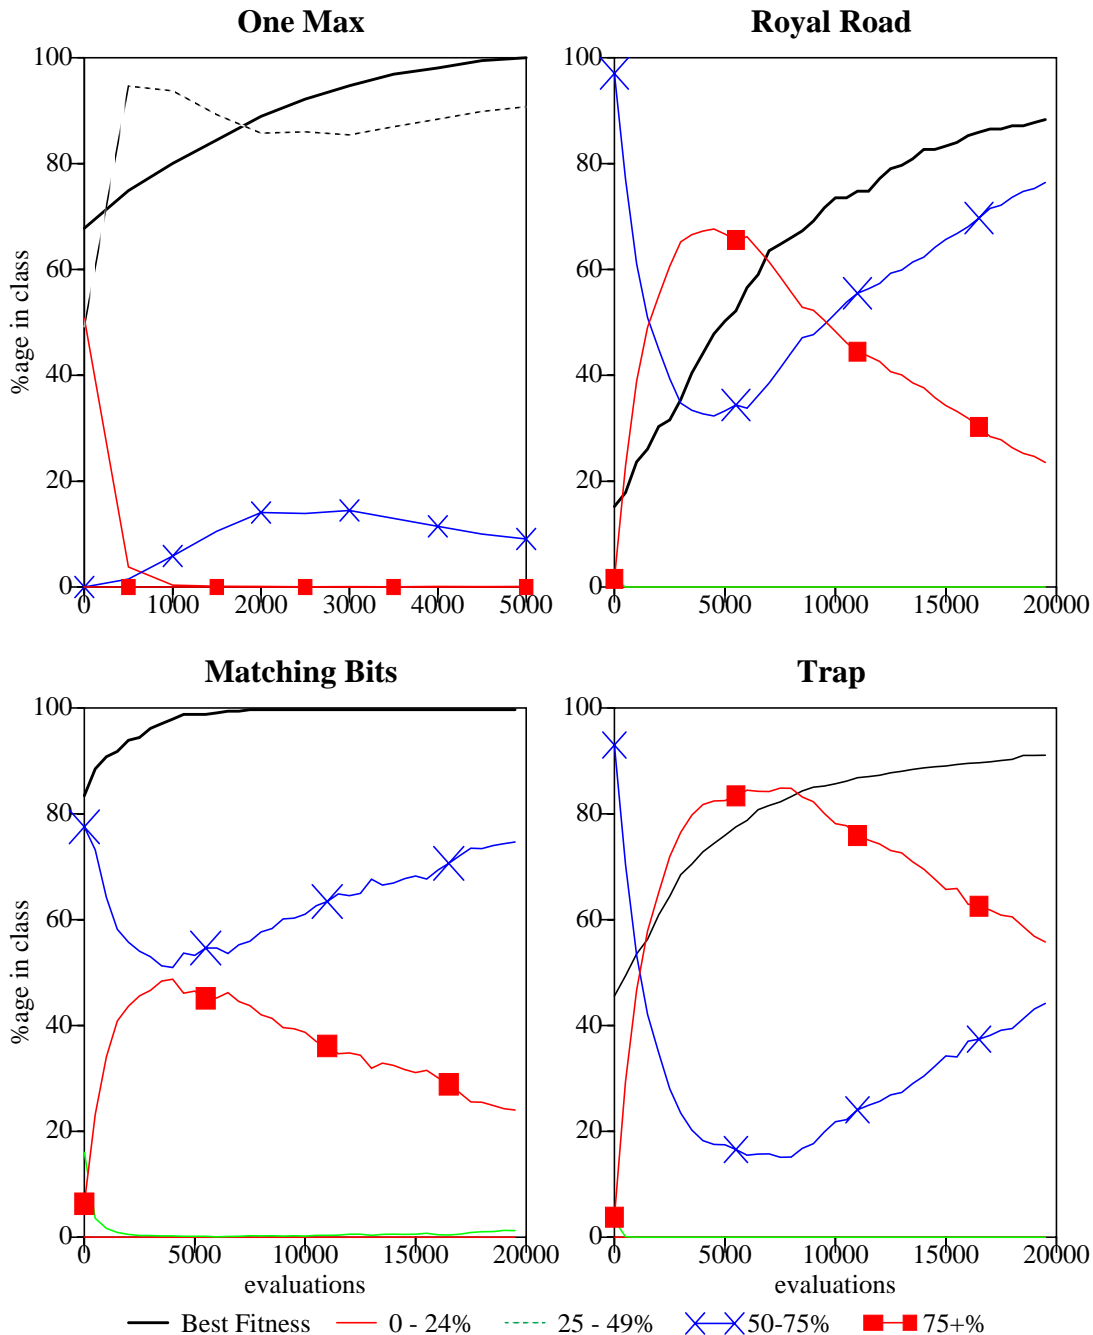 One Max
Royal Road
100
80
60
40
20
0
%age in class
0 1000 2000 3000 4000 5000
100
80
60
40
20
0
0 5000 10000 15000 20000
Matching Bits
Trap
100
80
60
40
20
0
%age in class
0 5000 10000 15000 20000
evaluations
100
80
60
40
20
0
0 5000 10000 15000 20000
evaluations
Best Fitness 0 - 24% 25 - 49% 50-75% 75+%